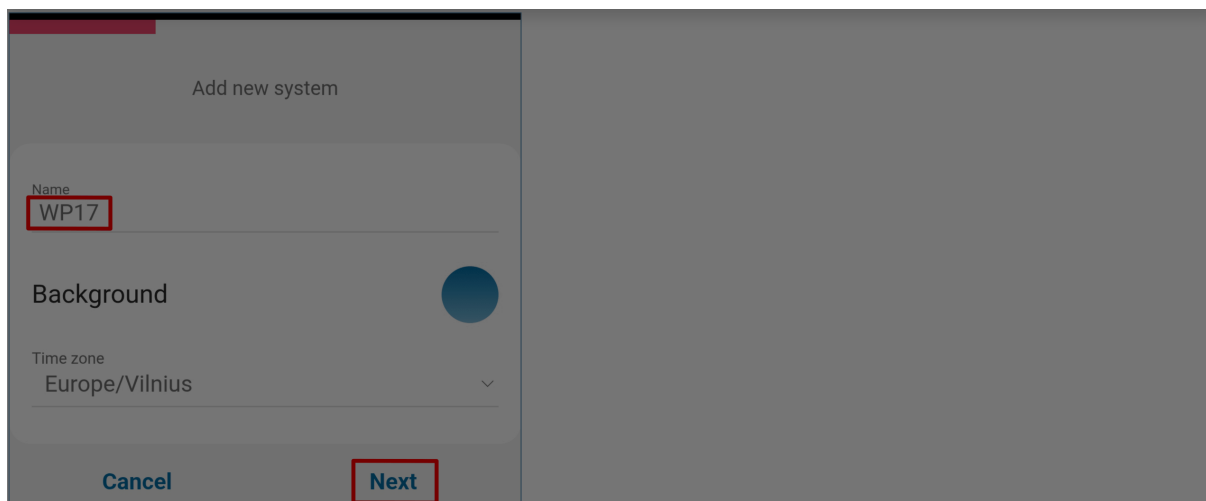 Add new system
Name
WP17
Background
Time zone
Europe/Vilnius
Cancel Next